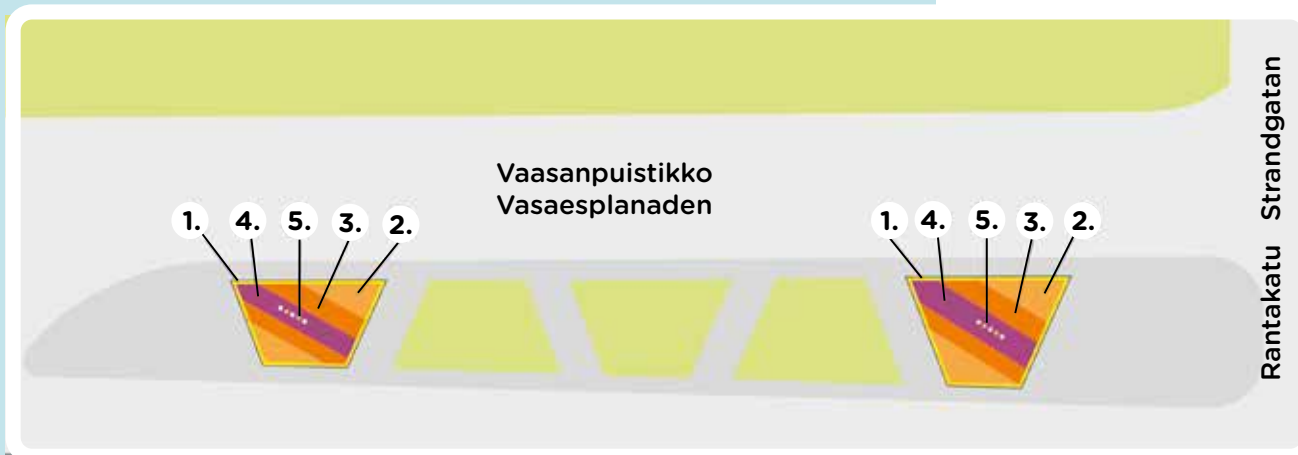 Vaasanpuistikko
Vasaesplanaden
1. 4. 5. 3. 2.
1. 4. 5. 3. 2.
Rantakatu Strandgatan